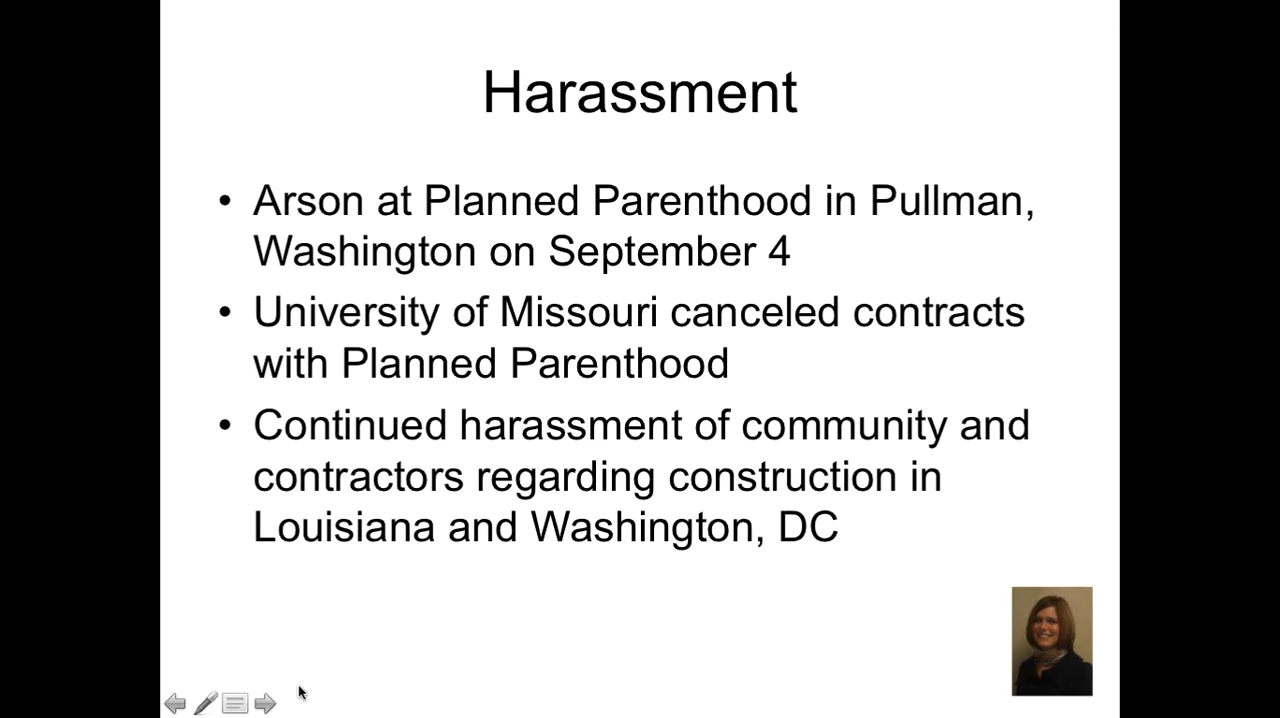 Harassment
• Arson at Planned Parenthood in Pullman,
Washington on September 4
• University of Missouri canceled contracts
with Planned Parenthood
• Continued harassment of community and
contractors regarding construction in
Louisiana and Washington, DC